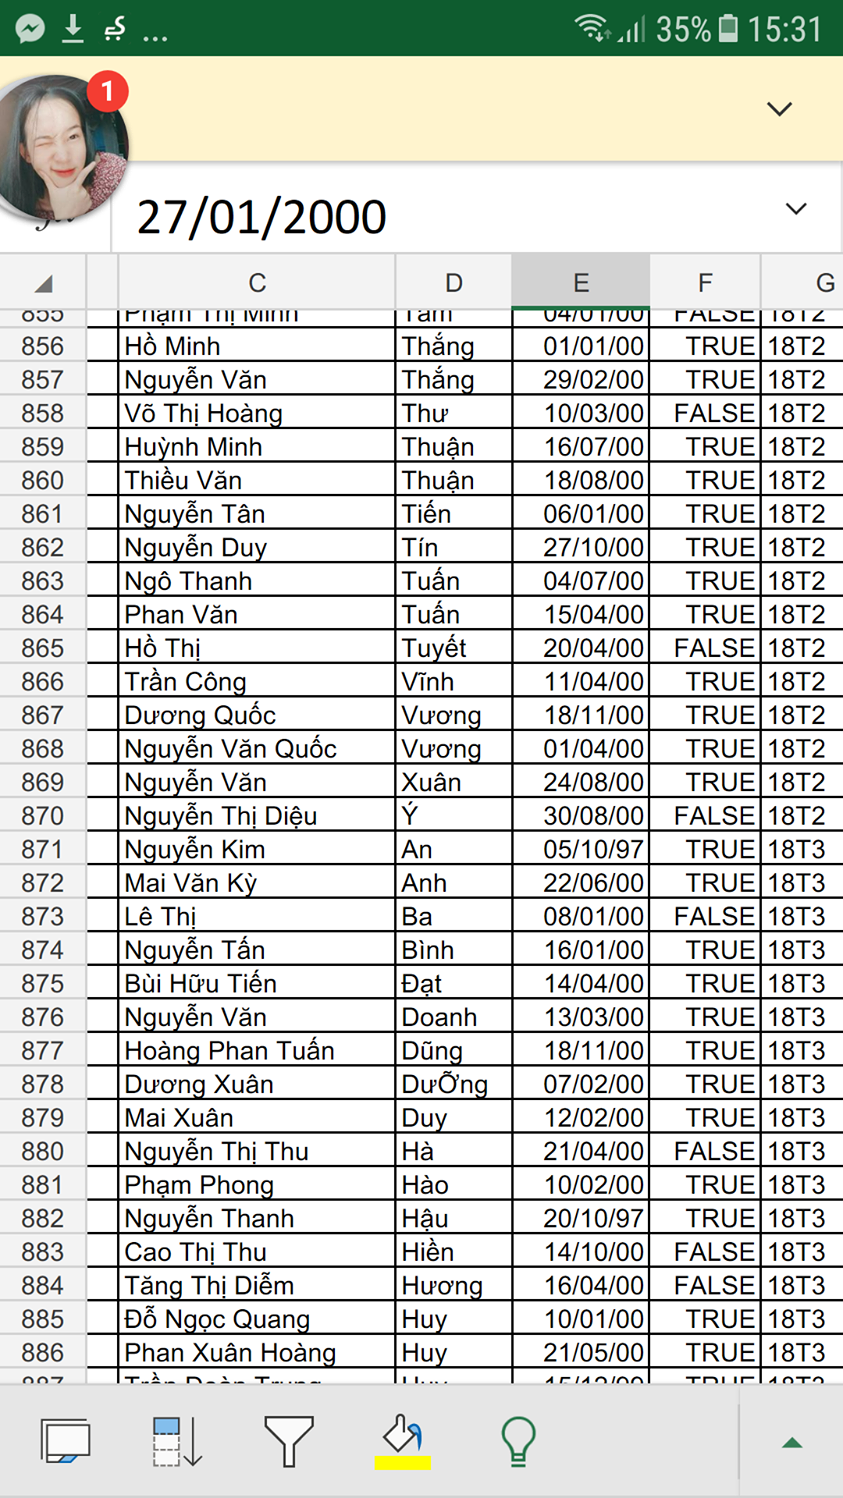 35% 15:31
1
27/01/2000
C D E F G
855 Phạm Thị Minh Tâm 04/01/00 FALSE 18T2
856 Hồ Minh Thắng 01/01/00 TRUE 18T2
857 Nguyễn Văn Thắng 29/02/00 TRUE 18T2
858 Võ Thị Hoàng Thư 10/03/00 FALSE 18T2
859 Huỳnh Minh Thuận 16/07/00 TRUE 18T2
860 Thiều Văn Thuận 18/08/00 TRUE 18T2
861 Nguyễn Tân Tiến 06/01/00 TRUE 18T2
862 Nguyễn Duy Tín 27/10/00 TRUE 18T2
863 Ngô Thanh Tuấn 04/07/00 TRUE 18T2
864 Phan Văn Tuấn 15/04/00 TRUE 18T2
865 Hồ Thị Tuyết 20/04/00 FALSE 18T2
866 Trần Công Vĩnh 11/04/00 TRUE 18T2
867 Dương Quốc Vương 18/11/00 TRUE 18T2
868 Nguyễn Văn Quốc Vương 01/04/00 TRUE 18T2
869 Nguyễn Văn Xuân 24/08/00 TRUE 18T2
870 Nguyễn Thị Diệu Ý 30/08/00 FALSE 18T2
871 Nguyễn Kim An 05/10/97 TRUE 18T3
872 Mai Văn Kỳ Anh 22/06/00 TRUE 18T3
873 Lê Thị Ba 08/01/00 FALSE 18T3
874 Nguyễn Tấn Bình 16/01/00 TRUE 18T3
875 Bùi Hữu Tiến Đạt 14/04/00 TRUE 18T3
876 Nguyễn Văn Doanh 13/03/00 TRUE 18T3
877 Hoàng Phan Tuấn Dũng 18/11/00 TRUE 18T3
878 Dương Xuân DưỠng 07/02/00 TRUE 18T3
879 Mai Xuân Duy 12/02/00 TRUE 18T3
880 Nguyễn Thị Thu Hà 21/04/00 FALSE 18T3
881 Phạm Phong Hào 10/02/00 TRUE 18T3
882 Nguyễn Thanh Hậu 20/10/97 TRUE 18T3
883 Cao Thị Thu Hiền 14/10/00 FALSE 18T3
884 Tăng Thị Diễm Hương 16/04/00 FALSE 18T3
885 Đỗ Ngọc Quang Huy 10/01/00 TRUE 18T3
886 Phan Xuân Hoàng Huy 21/05/00 TRUE 18T3